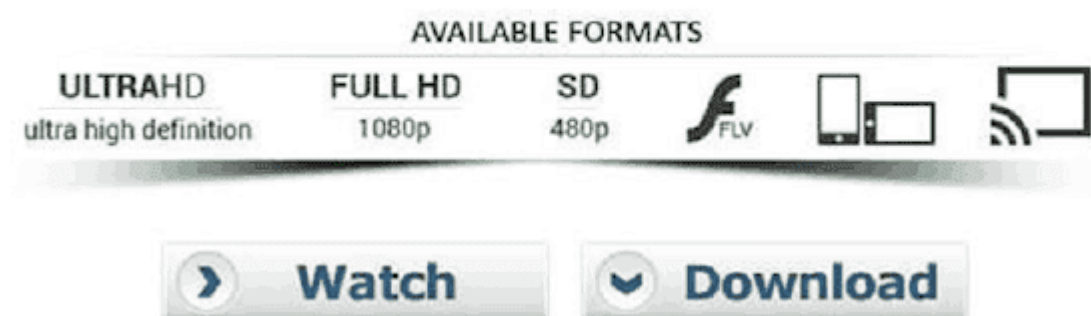 AVAILABLE FORMATS
ULTRAHD FULL HD SD
ultra high definition 1080p 480p FLV
Watch Download